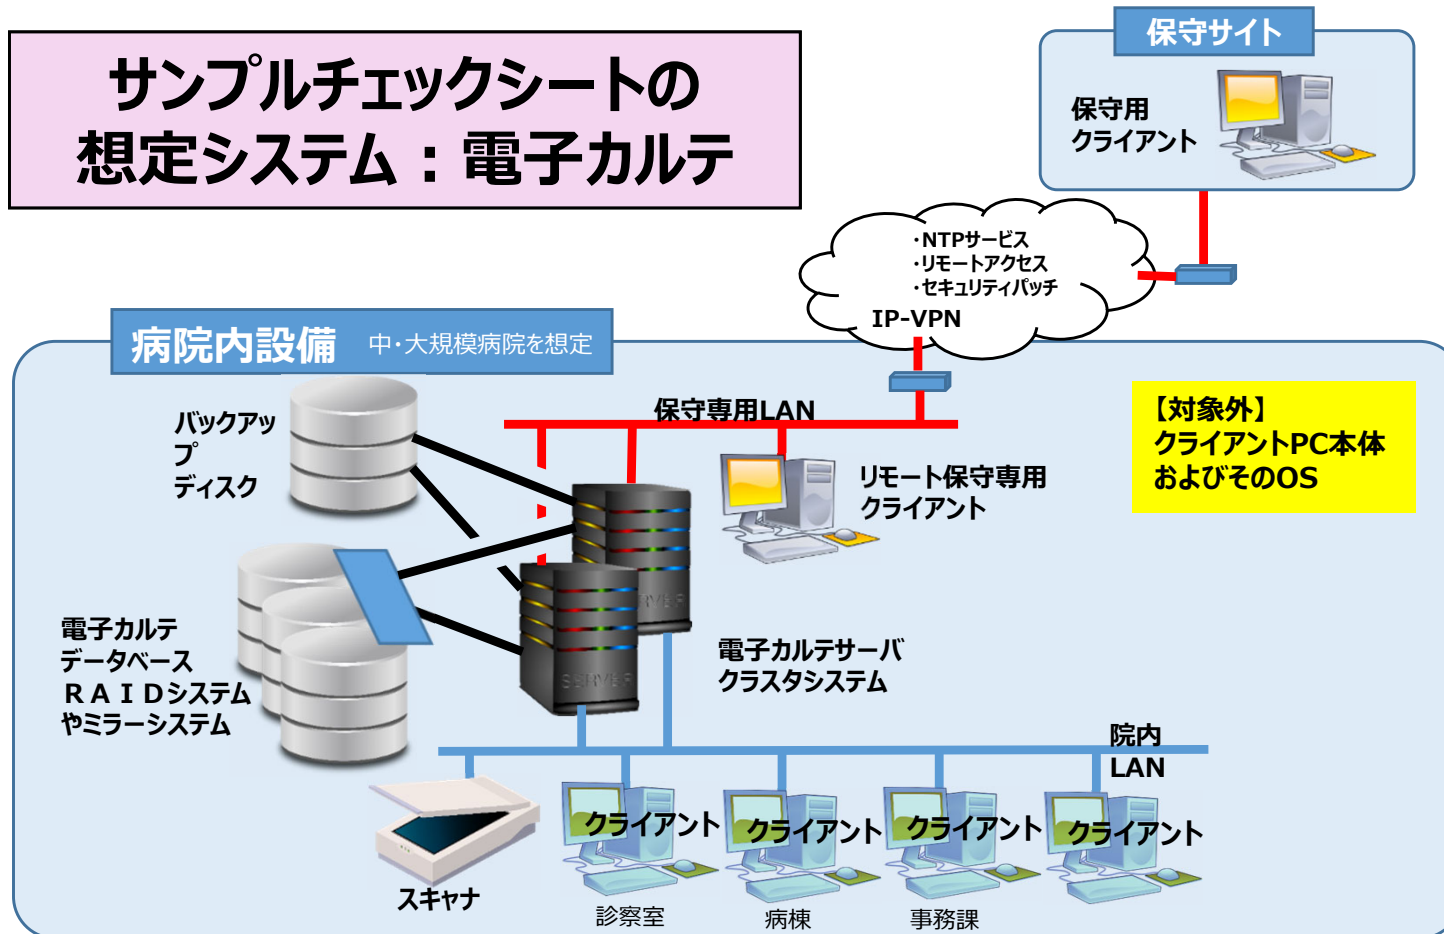 サンプルチェックシートの
想定システム：電子カルテ
保守サイト
保守用
クライアント
・NTPサービス
・リモートアクセス
・セキュリティパッチ
IP-VPN
病院内設備 中・大規模病院を想定
バックアッ
プ
ディスク
保守専用LAN
リモート保守専用
クライアント
【対象外】
クライアントPC本体
およびそのOS
電子カルテ
データベース
ＲＡＩＤシステム
やミラーシステム
SERVER
電子カルテサーバ
クラスタシステム
院内
LAN
スキャナ
クライアント
クライアント
クライアント
クライアント
診察室
病棟
事務課